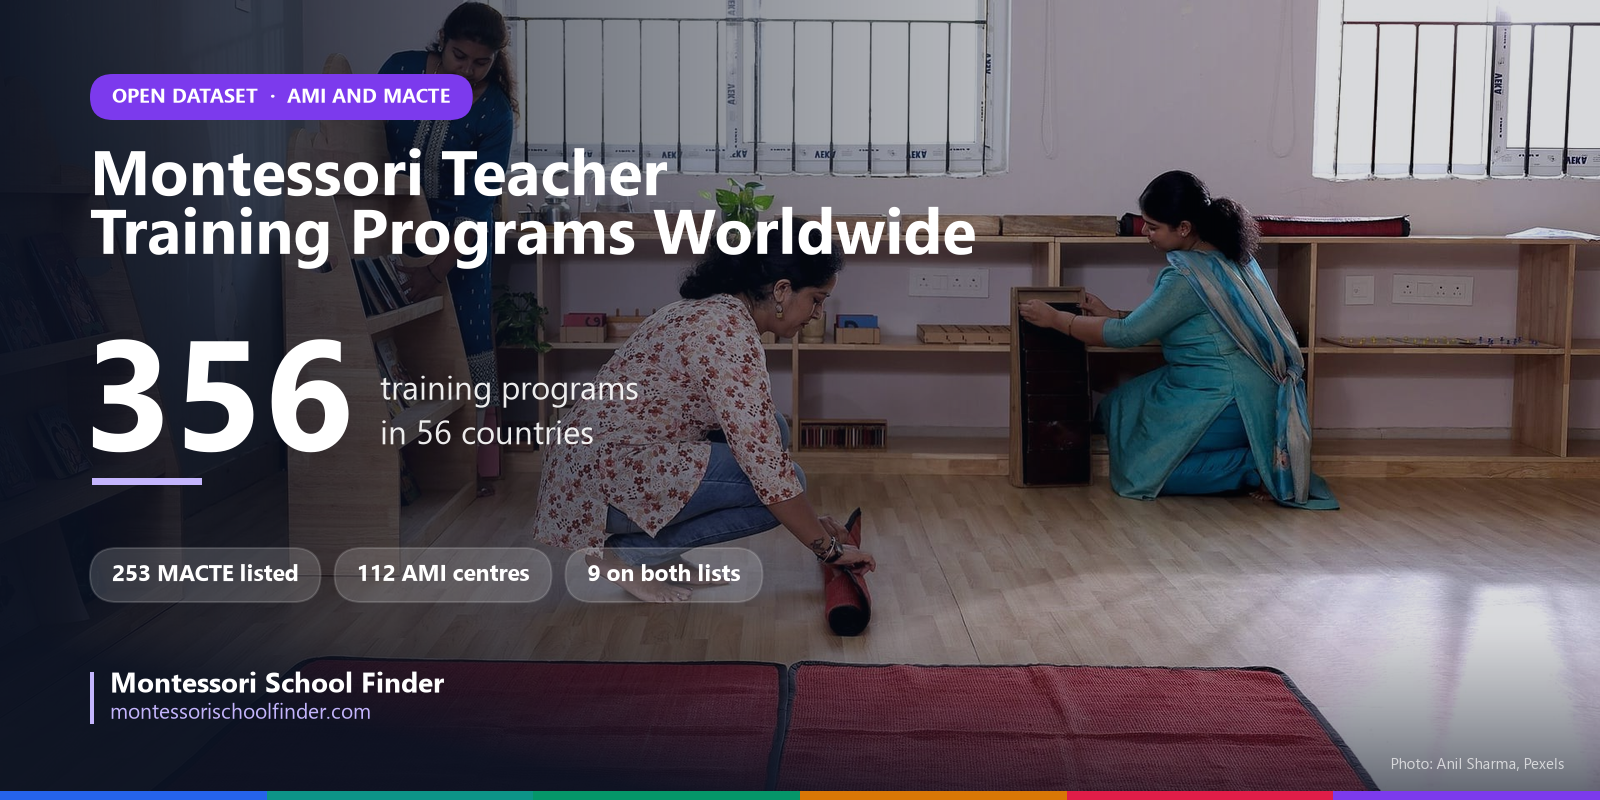 OPEN DATASET · AMI AND MACTE
Montessori Teacher
Training Programs Worldwide
356
training programs
in 56 countries
253 MACTE listed
112 AMI centres
9 on both lists
Montessori School Finder
montessorischoolfinder.com
Photo: Anil Sharma, Pexels